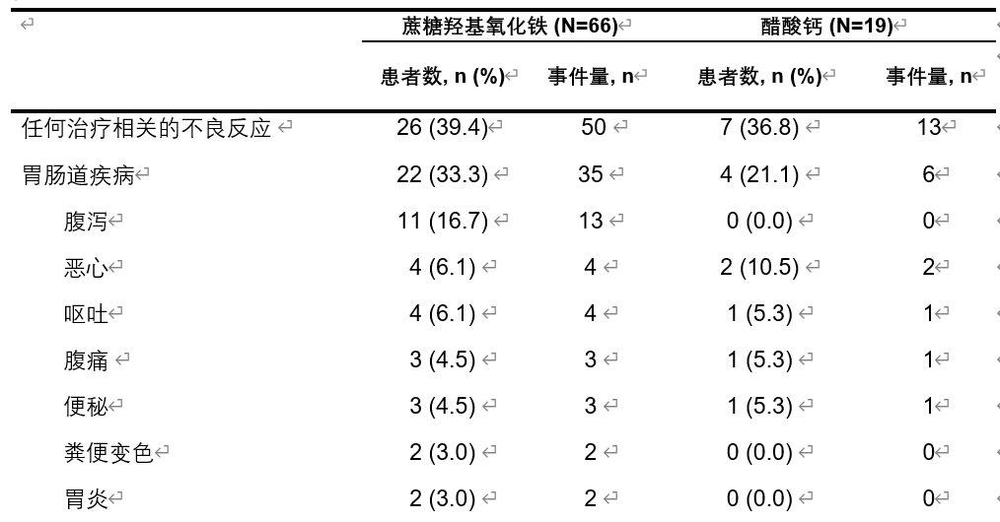 蔗糖羟基氧化铁 (N=66) 醋酸钙 (N=19)
患者数, n (%) 事件量, n 患者数, n (%) 事件量, n
任何治疗相关的不良反应 26 (39.4) 50 7 (36.8) 13
胃肠道疾病 22 (33.3) 35 4 (21.1) 6
腹泻 11 (16.7) 13 0 (0.0) 0
恶心 4 (6.1) 4 2 (10.5) 2
呕吐 4 (6.1) 4 1 (5.3) 1
腹痛 3 (4.5) 3 1 (5.3) 1
便秘 3 (4.5) 3 1 (5.3) 1
粪便变色 2 (3.0) 2 0 (0.0) 0
胃炎 2 (3.0) 2 0 (0.0) 0